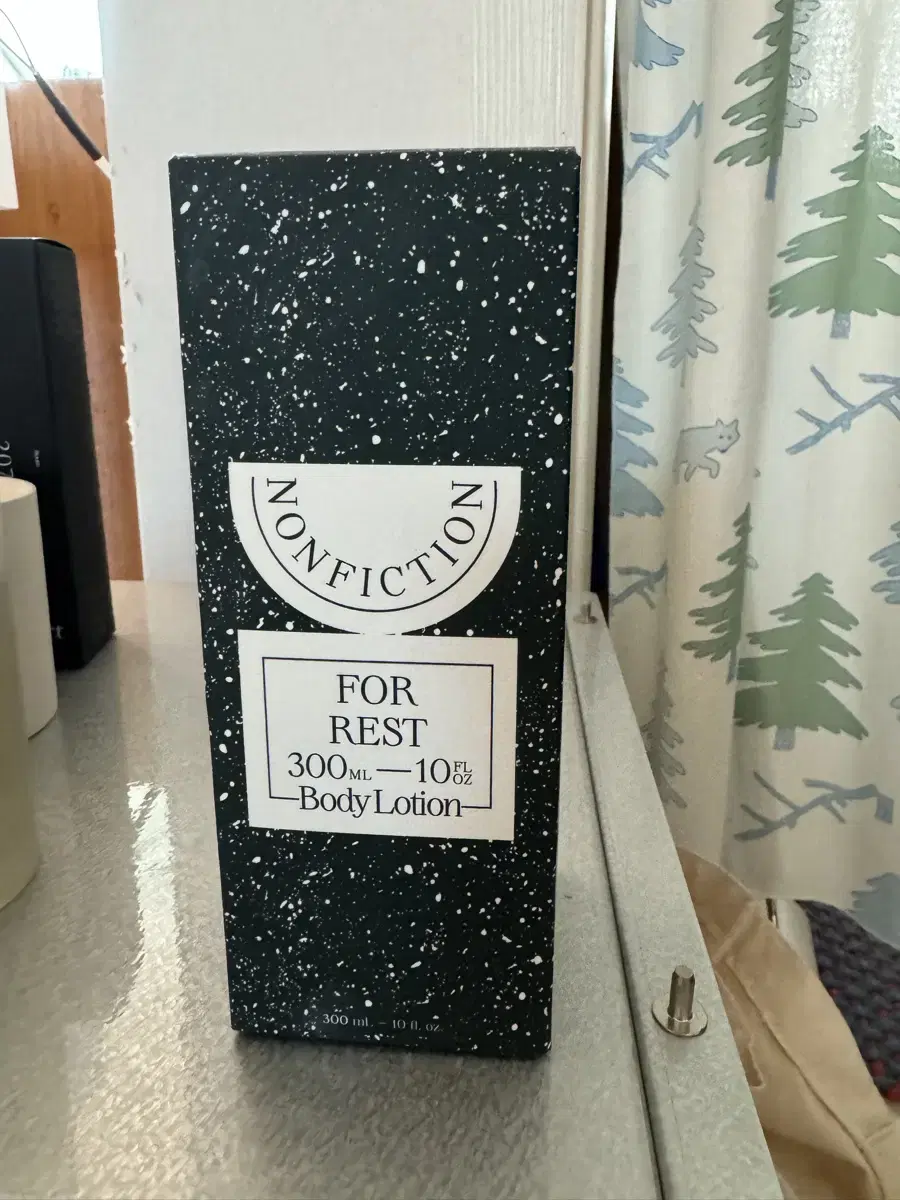 NONFICTION
FOR
REST
300ML—10FL OZ
Body Lotion
300 mL – 10 fl. oz.